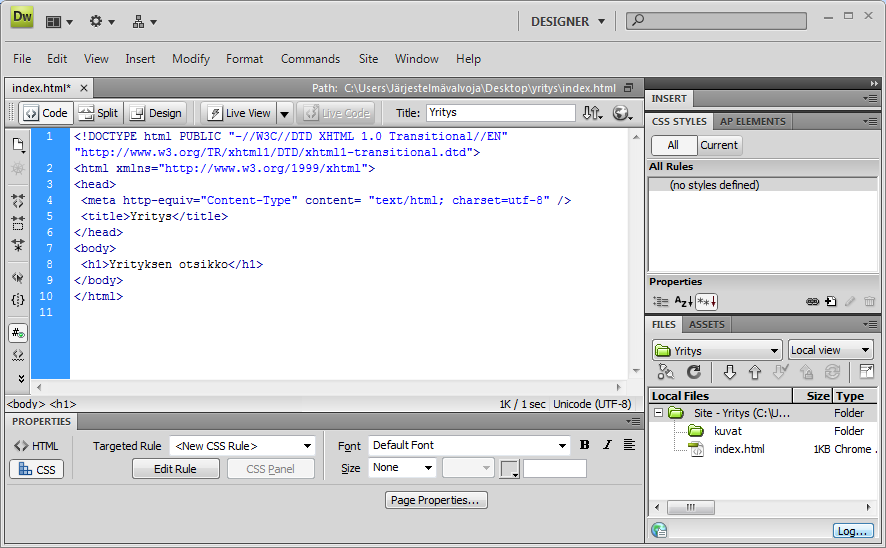 Dw
DESIGNER
File Edit View Insert Modify Format Commands Site Window Help
index.html* Path: C:\Users\Järjestelmävalvoja\Desktop\yritys\index.html
Code Split Design Live View Live Code Title: Yritys
1 <!DOCTYPE html PUBLIC "-//W3C//DTD XHTML 1.0 Transitional//EN"
"http://www.w3.org/TR/xhtml1/DTD/xhtml1-transitional.dtd">
2 <html xmlns="http://www.w3.org/1999/xhtml">
3 <head>
4 <meta http-equiv="Content-Type" content= "text/html; charset=utf-8" />
5 <title>Yritys</title>
6 </head>
7 <body>
8 <h1>Yrityksen otsikko</h1>
9 </body>
10 </html>
11
<body> <h1> 1K / 1 sec Unicode (UTF-8)
PROPERTIES
HTML Targeted Rule <New CSS Rule> Font Default Font B I
CSS Edit Rule CSS Panel Size None
Page Properties...
INSERT
CSS STYLES AP ELEMENTS
All Current
All Rules
(no styles defined)
Properties
Az **
FILES ASSETS
Yritys Local view
Local Files Size Type
Site - Yritys (C:\U... Folder
kuvat Folder
index.html 1KB Chrome .
Log...